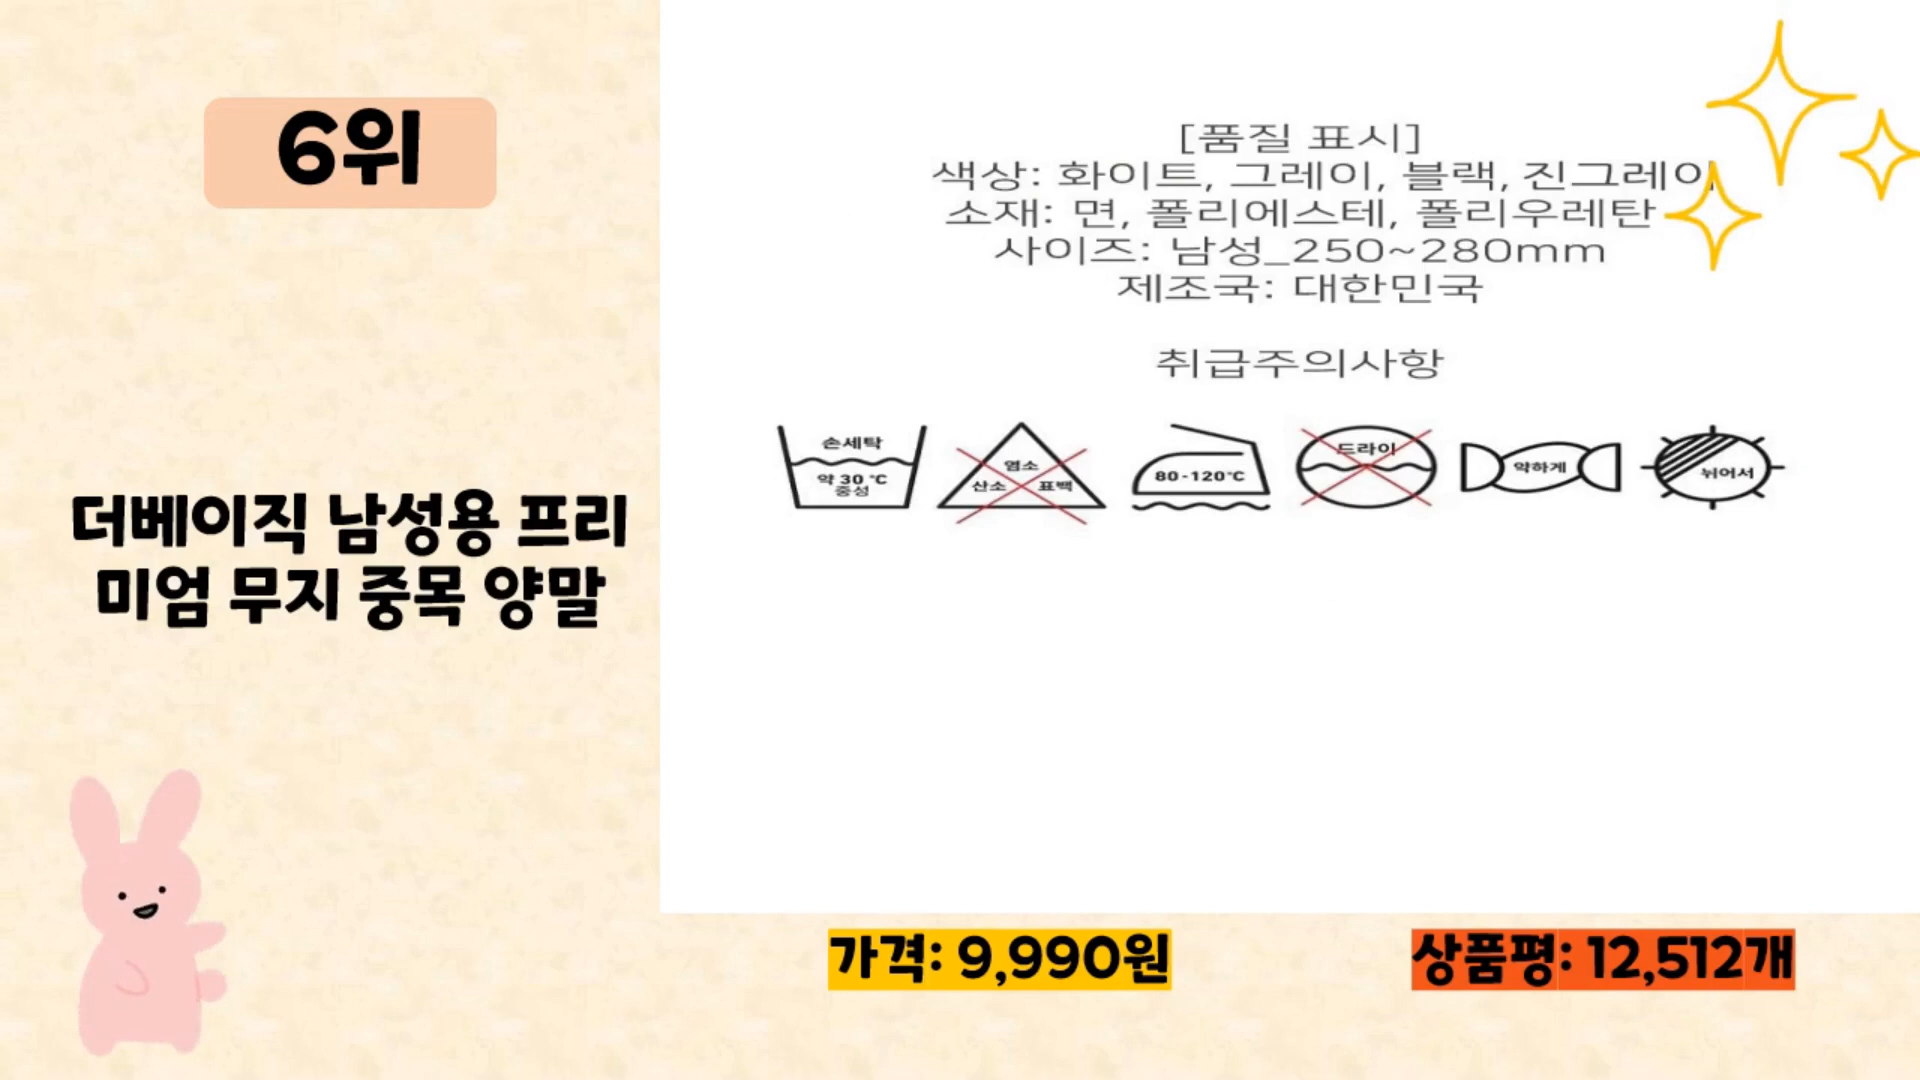 6위
더베이직 남성용 프리
미엄 무지 중목 양말
[품질 표시]
색상: 화이트, 그레이, 블랙, 진그레이
소재: 면, 폴리에스테, 폴리우레탄
사이즈: 남성_250~280mm
제조국: 대한민국
취급주의사항
손세탁
약 30 ℃
중성
염소
산소 표백
80-120℃
드라이
약하게
뉘어서
가격: 9,990원
상품평: 12,512개